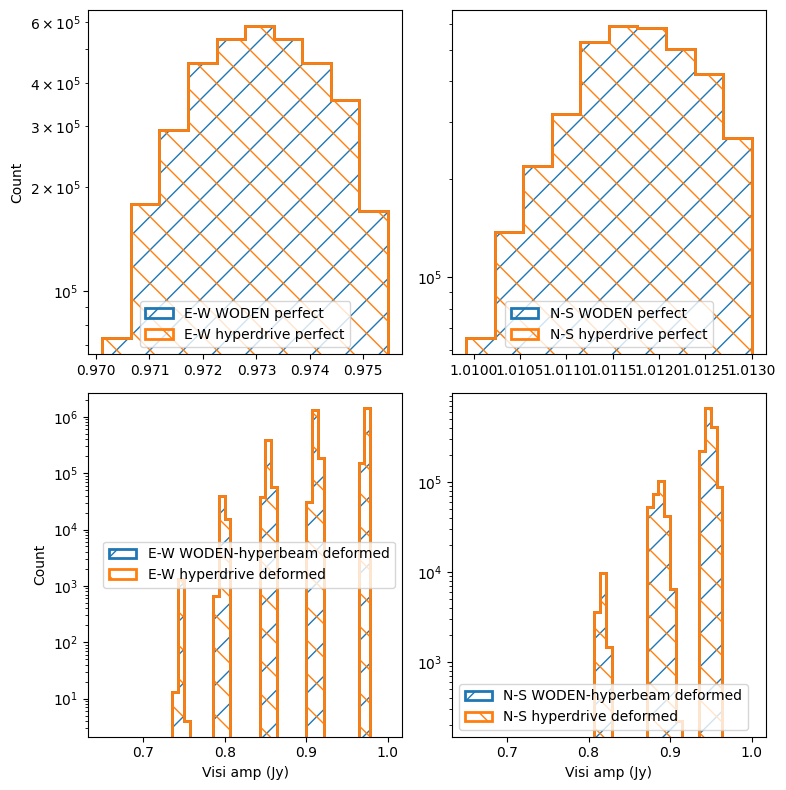 6 × 10⁵
4 × 10⁵
3 × 10⁵
2 × 10⁵
10⁵
Count
E-W WODEN perfect
E-W hyperdrive perfect
0.970 0.971 0.972 0.973 0.974 0.975
10⁵
N-S WODEN perfect
N-S hyperdrive perfect
1.0100 1.0105 1.0110 1.0115 1.0120 1.0125 1.0130
10⁶
10⁵
10⁴
10³
10²
10¹
Count
E-W WODEN-hyperbeam deformed
E-W hyperdrive deformed
0.7 0.8 0.9 1.0
Visi amp (Jy)
10⁵
10⁴
10³
N-S WODEN-hyperbeam deformed
N-S hyperdrive deformed
0.7 0.8 0.9 1.0
Visi amp (Jy)